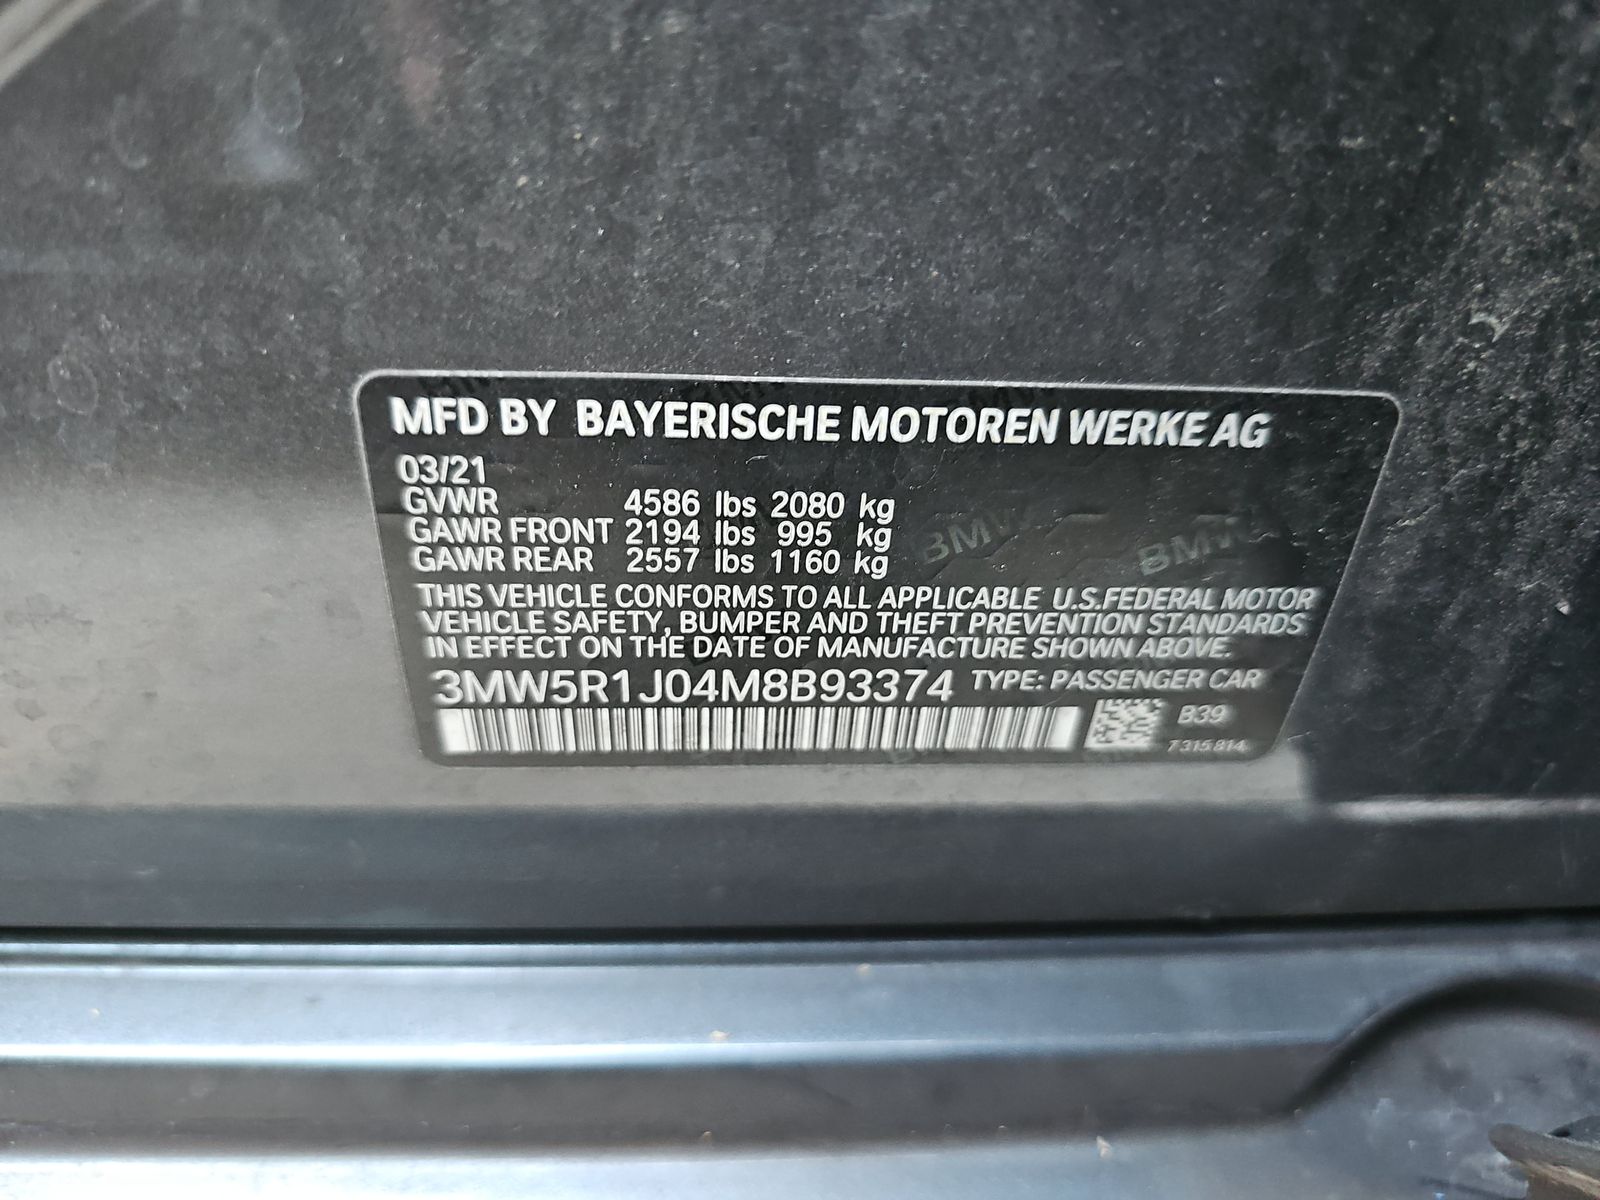 MFD BY BAYERISCHE MOTOREN WERKE AG
03/21
GVWR 4586 lbs 2080 kg
GAWR FRONT 2194 lbs 995 kg
GAWR REAR 2557 lbs 1160 kg
THIS VEHICLE CONFORMS TO ALL APPLICABLE U.S.FEDERAL MOTOR
VEHICLE SAFETY, BUMPER AND THEFT PREVENTION STANDARDS
IN EFFECT ON THE DATE OF MANUFACTURE SHOWN ABOVE.
3MW5R1J04M8B93374 TYPE: PASSENGER CAR
B39
7315814
BMW
BMW